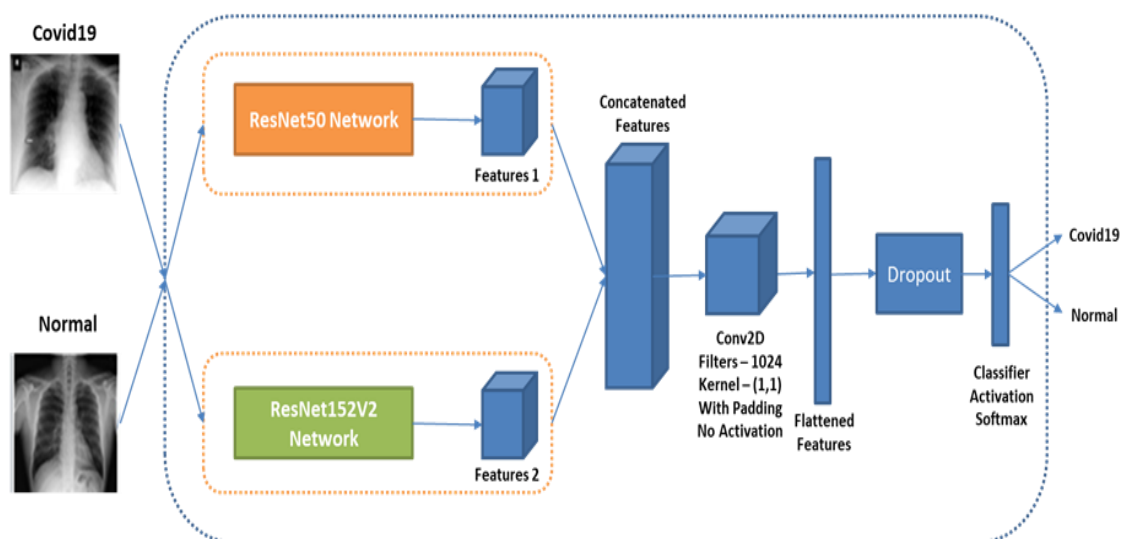 Covid19
Normal
ResNet50 Network
Features 1
ResNet152V2
Network
Features 2
Concatenated
Features
Conv2D
Filters – 1024
Kernel – (1,1)
With Padding
No Activation
Flattened
Features
Dropout
Classifier
Activation
Softmax
Covid19
Normal